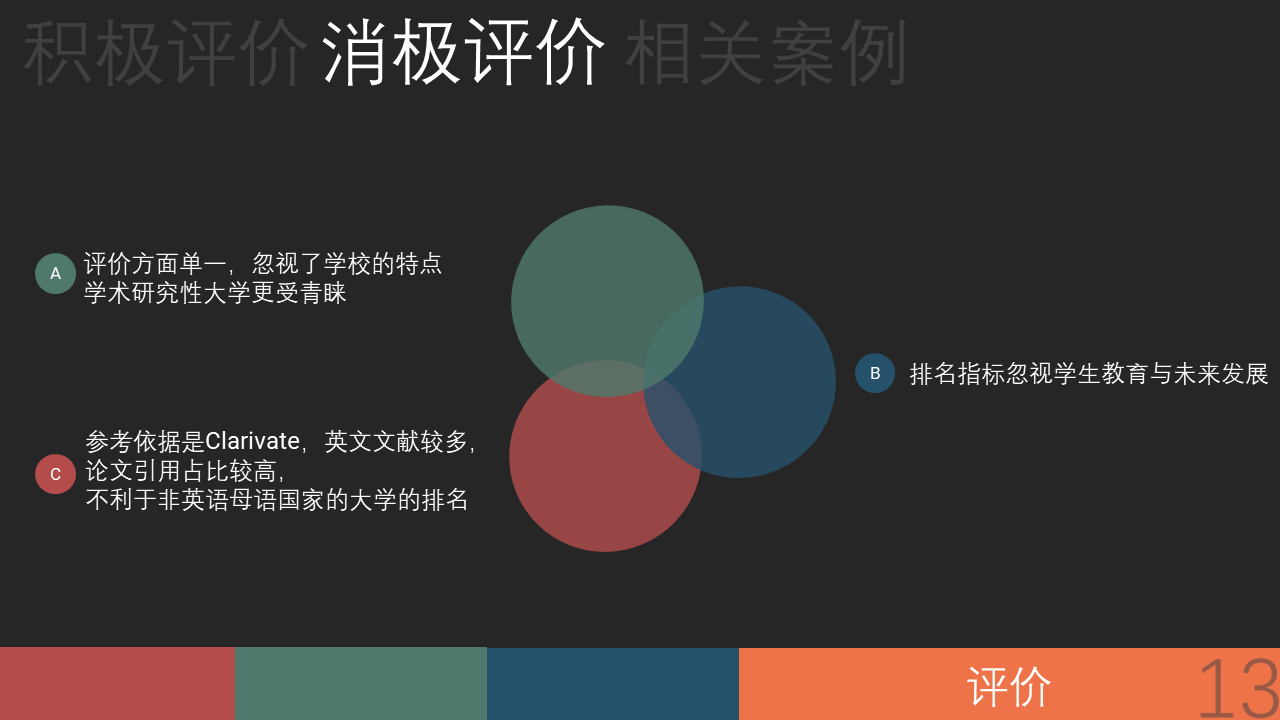 积极评价 消极评价 相关案例
A
评价方面单一，忽视了学校的特点
学术研究性大学更受青睐
B
排名指标忽视学生教育与未来发展
C
参考依据是Clarivate，英文文献较多，
论文引用占比较高，
不利于非英语母语国家的大学的排名
评价
13